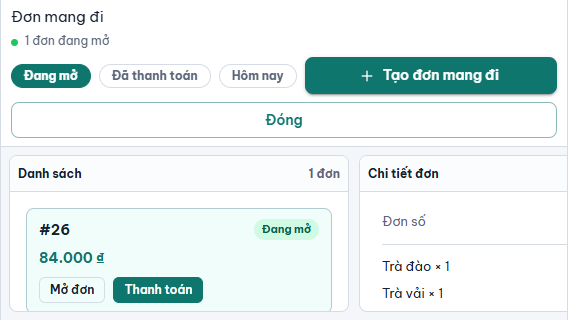 Đơn mang đi
1 đơn đang mở
Đang mở
Đã thanh toán
Hôm nay
+ Tạo đơn mang đi
Đóng
Danh sách
1 đơn
#26
Đang mở
84.000 đ
Mở đơn
Thanh toán
Chi tiết đơn
Đơn số
Trà đào × 1
Trà vải × 1